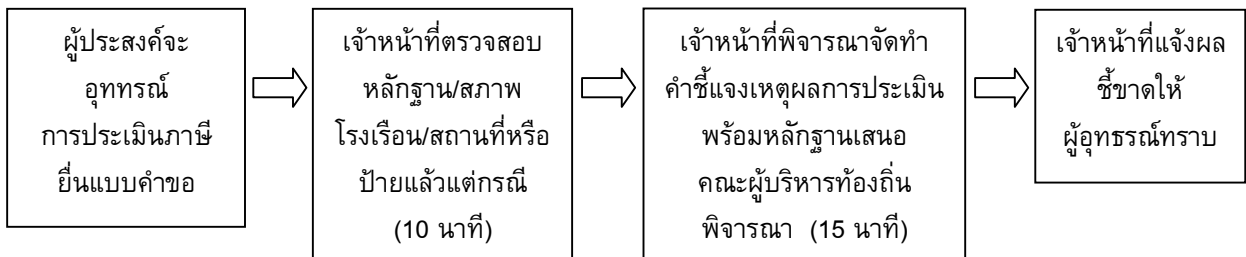 ผู้ประสงค์จะ
อุททรณ์
การประเมินภาษี
ยื่นแบบคำขอ
เจ้าหน้าที่ตรวจสอบ
หลักฐาน/สภาพ
โรงเรือน/สถานที่หรือ
ป้ายแล้วแต่กรณี
(10 นาที)
เจ้าหน้าที่พิจารณาจัดทำ
คำชี้แจงเหตุผลการประเมิน
พร้อมหลักฐานเสนอ
คณะผู้บริหารท้องถิ่น
พิจารณา (15 นาที)
เจ้าหน้าที่แจ้งผล
ชี้ขาดให้
ผู้อุทธรณ์ทราบ